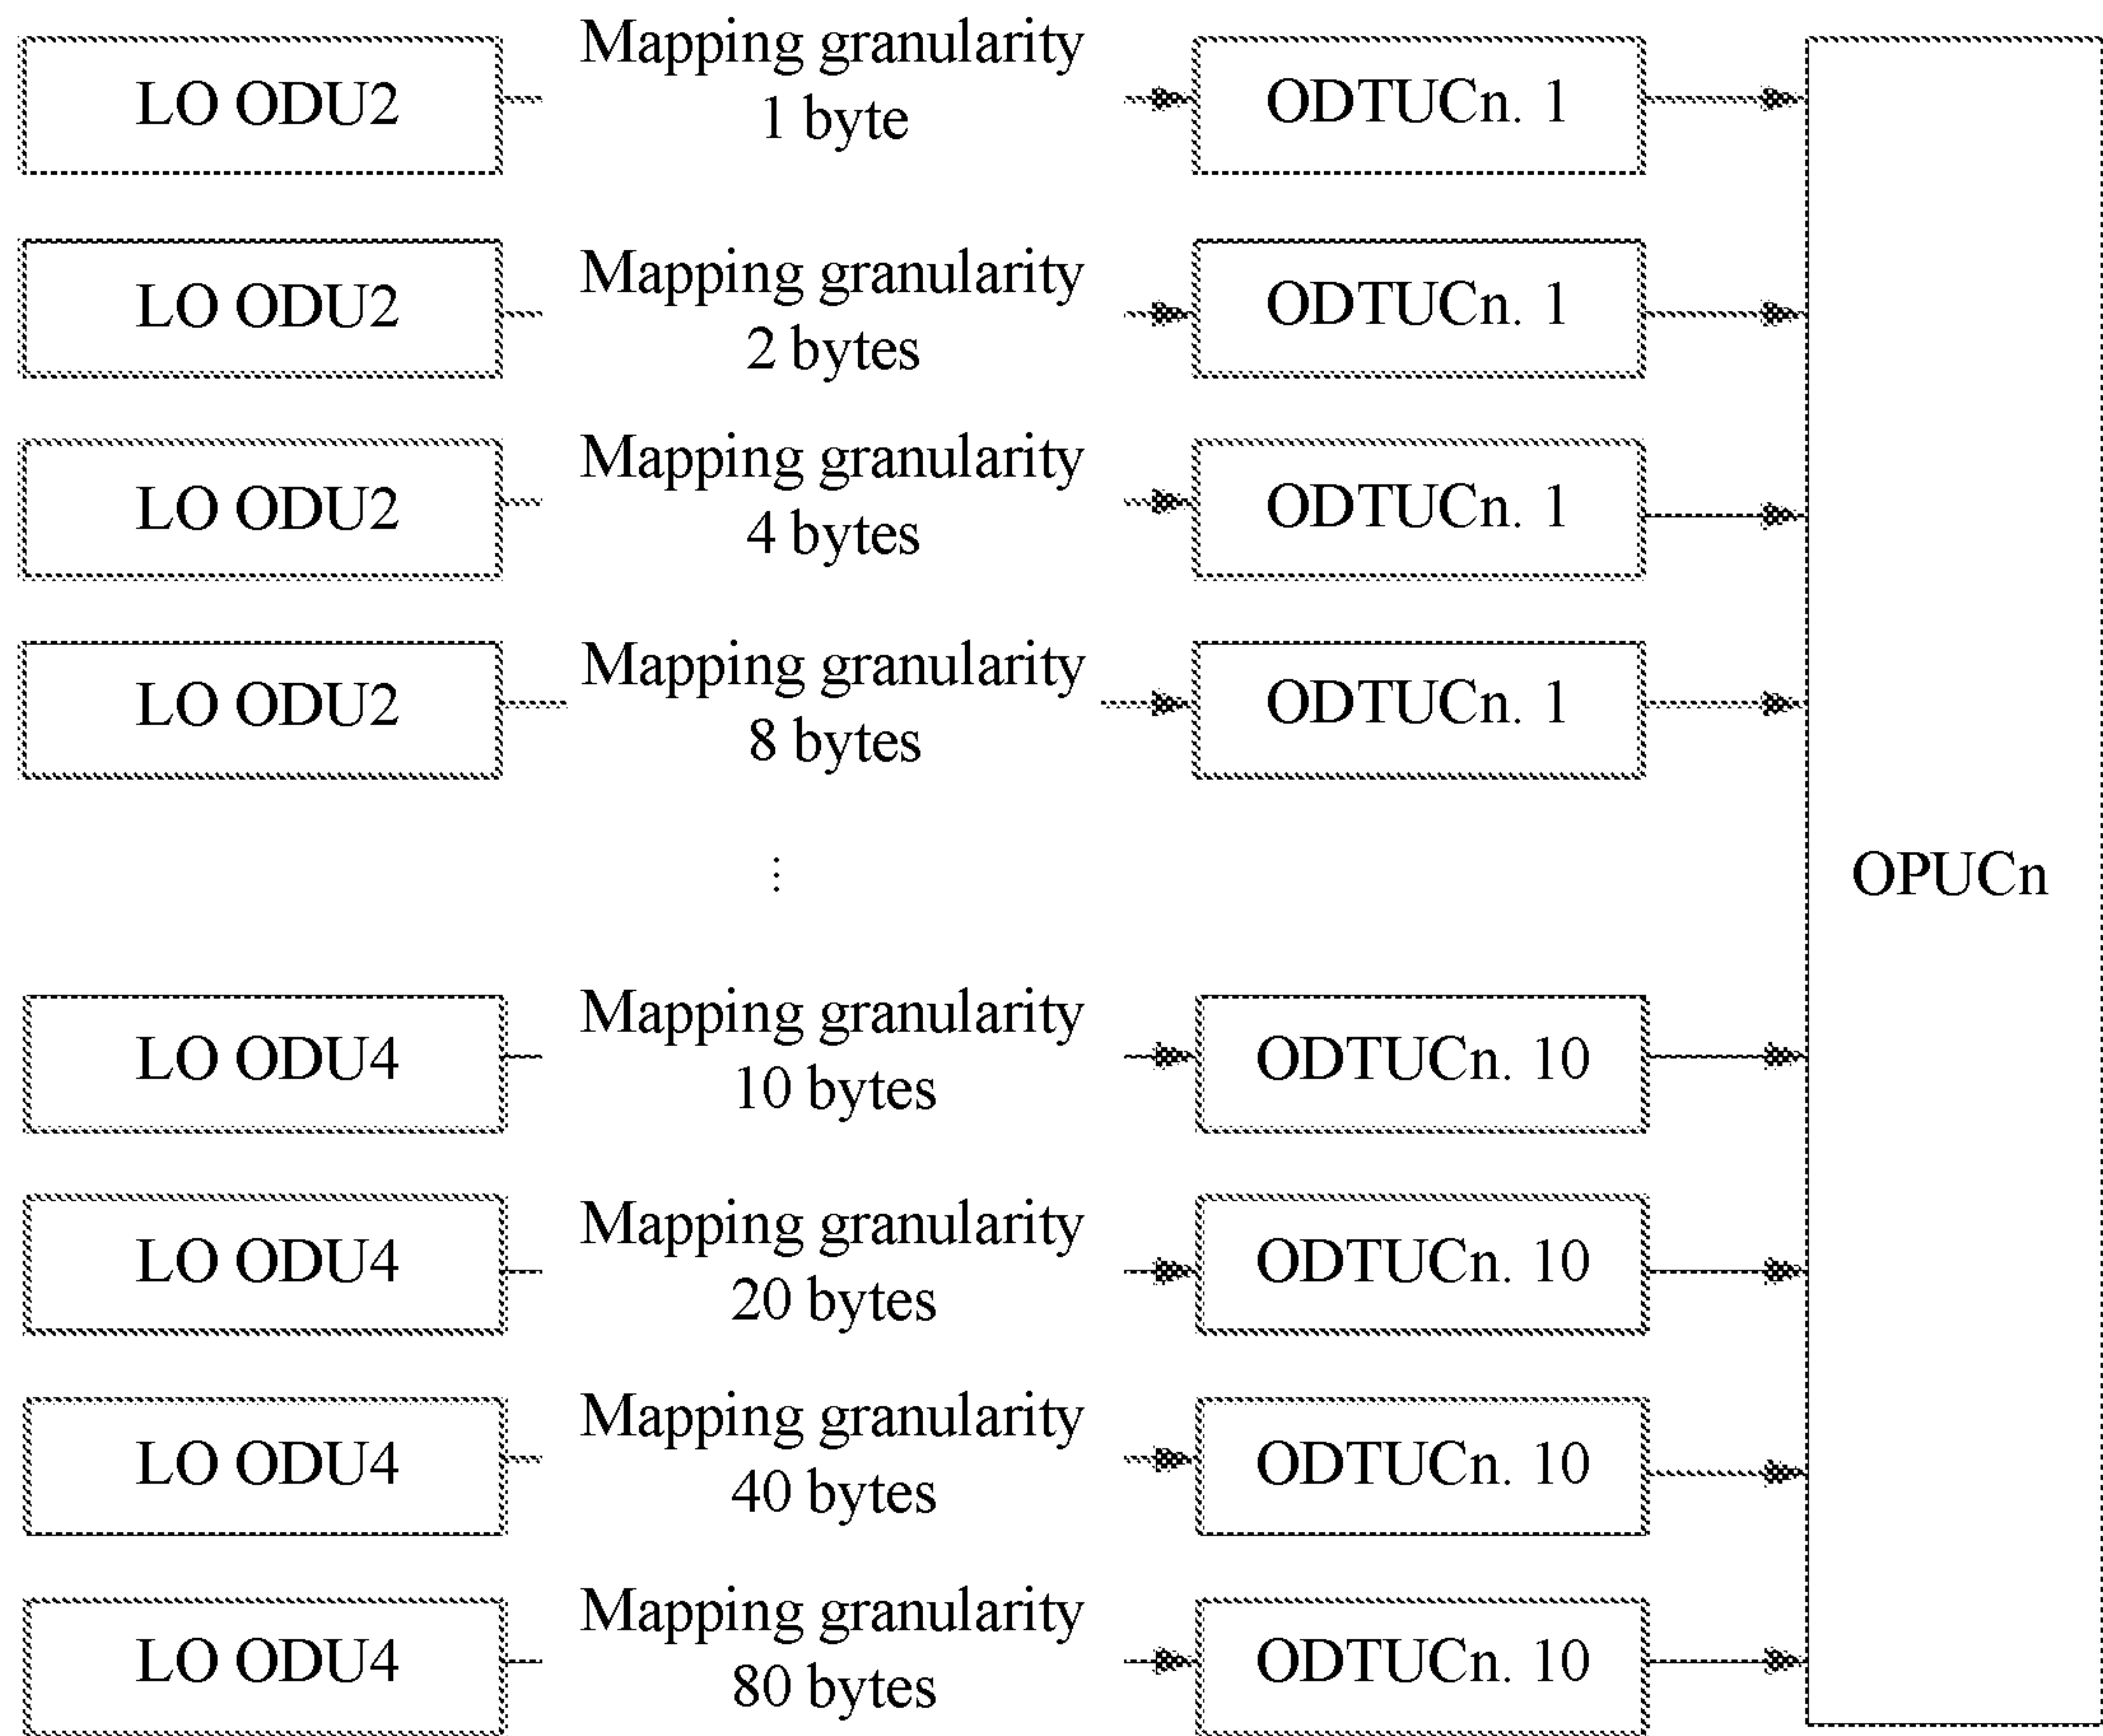 LO ODU2
Mapping granularity
1 byte
ODTUCn. 1
LO ODU2
Mapping granularity
2 bytes
ODTUCn. 1
LO ODU2
Mapping granularity
4 bytes
ODTUCn. 1
LO ODU2
Mapping granularity
8 bytes
ODTUCn. 1
⋮
OPUCn
LO ODU4
Mapping granularity
10 bytes
ODTUCn. 10
LO ODU4
Mapping granularity
20 bytes
ODTUCn. 10
LO ODU4
Mapping granularity
40 bytes
ODTUCn. 10
LO ODU4
Mapping granularity
80 bytes
ODTUCn. 10